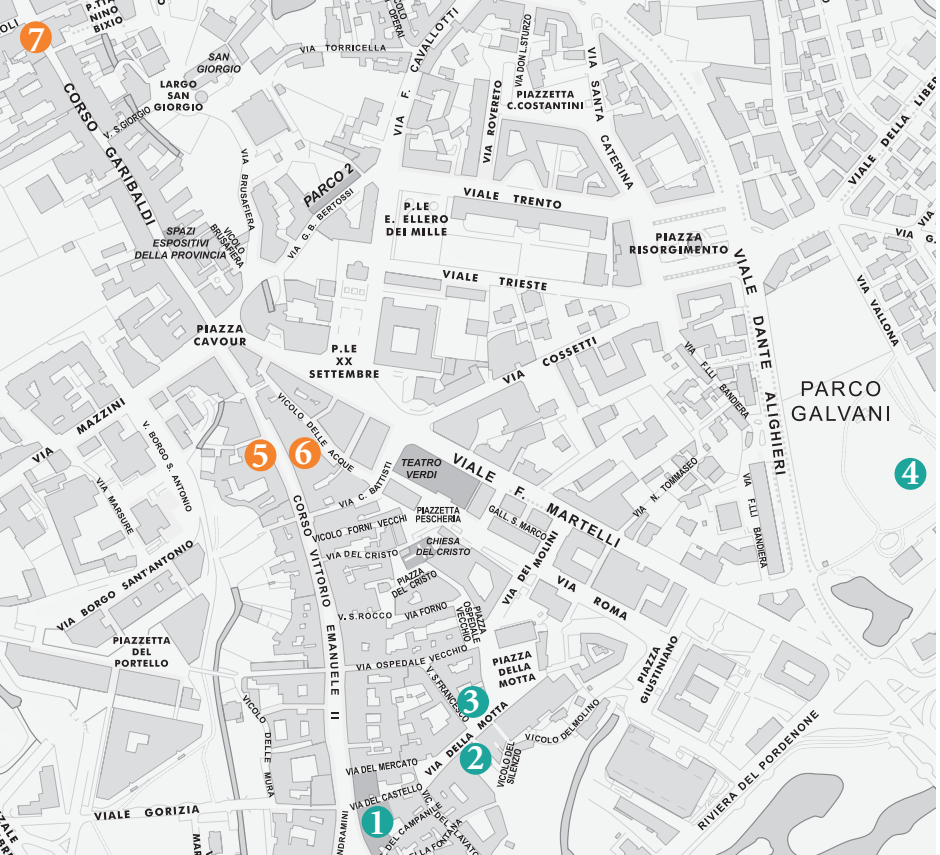 P.TTA
NINO
BIXIO
OPERAI
7
VIA TORRICELLA
VIA F. CAVALLOTTI
VIA DON L.STURZO
VIA ROVERETO
PIAZZETTA
C.COSTANTINI
VIA SANTA CATERINA
VIALE DELLA
SAN
GIORGIO
LARGO
SAN
GIORGIO
V. S.GIORGIO
CORSO GARIBALDI
VIA BRUSAFIERA
VICOLO
BRUSAFIERA
PARCO 2
VIA G.B. BERTOSSI
SPAZI
ESPOSITIVI
DELLA PROVINCIA
P.LE
E. ELLERO
DEI MILLE
VIALE TRENTO
VIALE TRIESTE
PIAZZA
RISORGIMENTO
VIALE DANTE ALIGHIERI
VIA VALLONA
VIA G.
PIAZZA
CAVOUR
P.LE
XX
SETTEMBRE
VIA COSSETTI
VIA F.LLI BANDIERA
PARCO
GALVANI
4
VIA MAZZINI
V. BORGO S. ANTONIO
VIA MARSURE
VIA BORGO SANT'ANTONIO
PIAZZETTA
DEL
PORTELLO
VICOLO DELLE ACQUE
5
6
TEATRO
VERDI
VIALE F. MARTELLI
VIA N. TOMMASEO
VIA F.LLI BANDIERA
VIA C. BATTISTI
PIAZZETTA
PESCHERIA
GALL. S. MARCO
CORSO VITTORIO EMANUELE II
VICOLO FORNI VECCHI
VIA DEL CRISTO
CHIESA
DEL CRISTO
PIAZZA
DEL CRISTO
VIA DEI MOLINI
VIA ROMA
V. S.ROCCO
VIA FORNO
PIAZZA
OSPEDALE
VECCHIO
VIA OSPEDALE VECCHIO
PIAZZA
DELLA
MOTTA
PIAZZA
GIUSTINIANO
V. S.FRANCESCO
3
VIA DELLA MOTTA
2
VICOLO DEL
SILENZIO
VICOLO DEL MOLINO
RIVIERA DEL PORDENONE
VICOLO DELLE MURA
VIA DEL MERCATO
VIA DEL CASTELLO
1
VIALE GORIZIA
DEL CAMPANILE